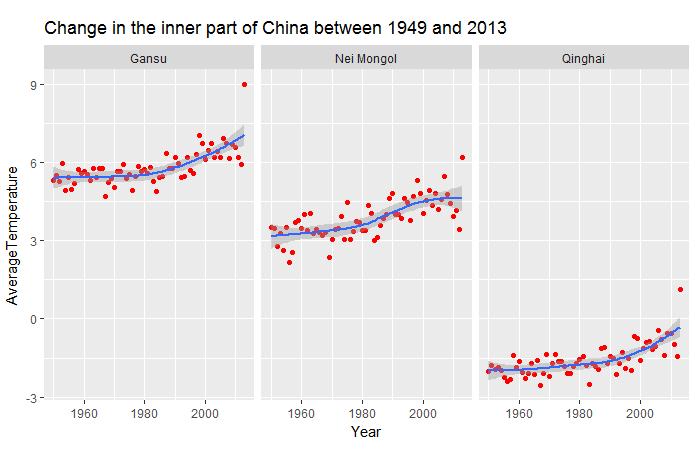 Change in the inner part of China between 1949 and 2013
Gansu
Nei Mongol
Qinghai
AverageTemperature
9
6
3
0
-3
1960
1980
2000
1960
1980
2000
1960
1980
2000
Year